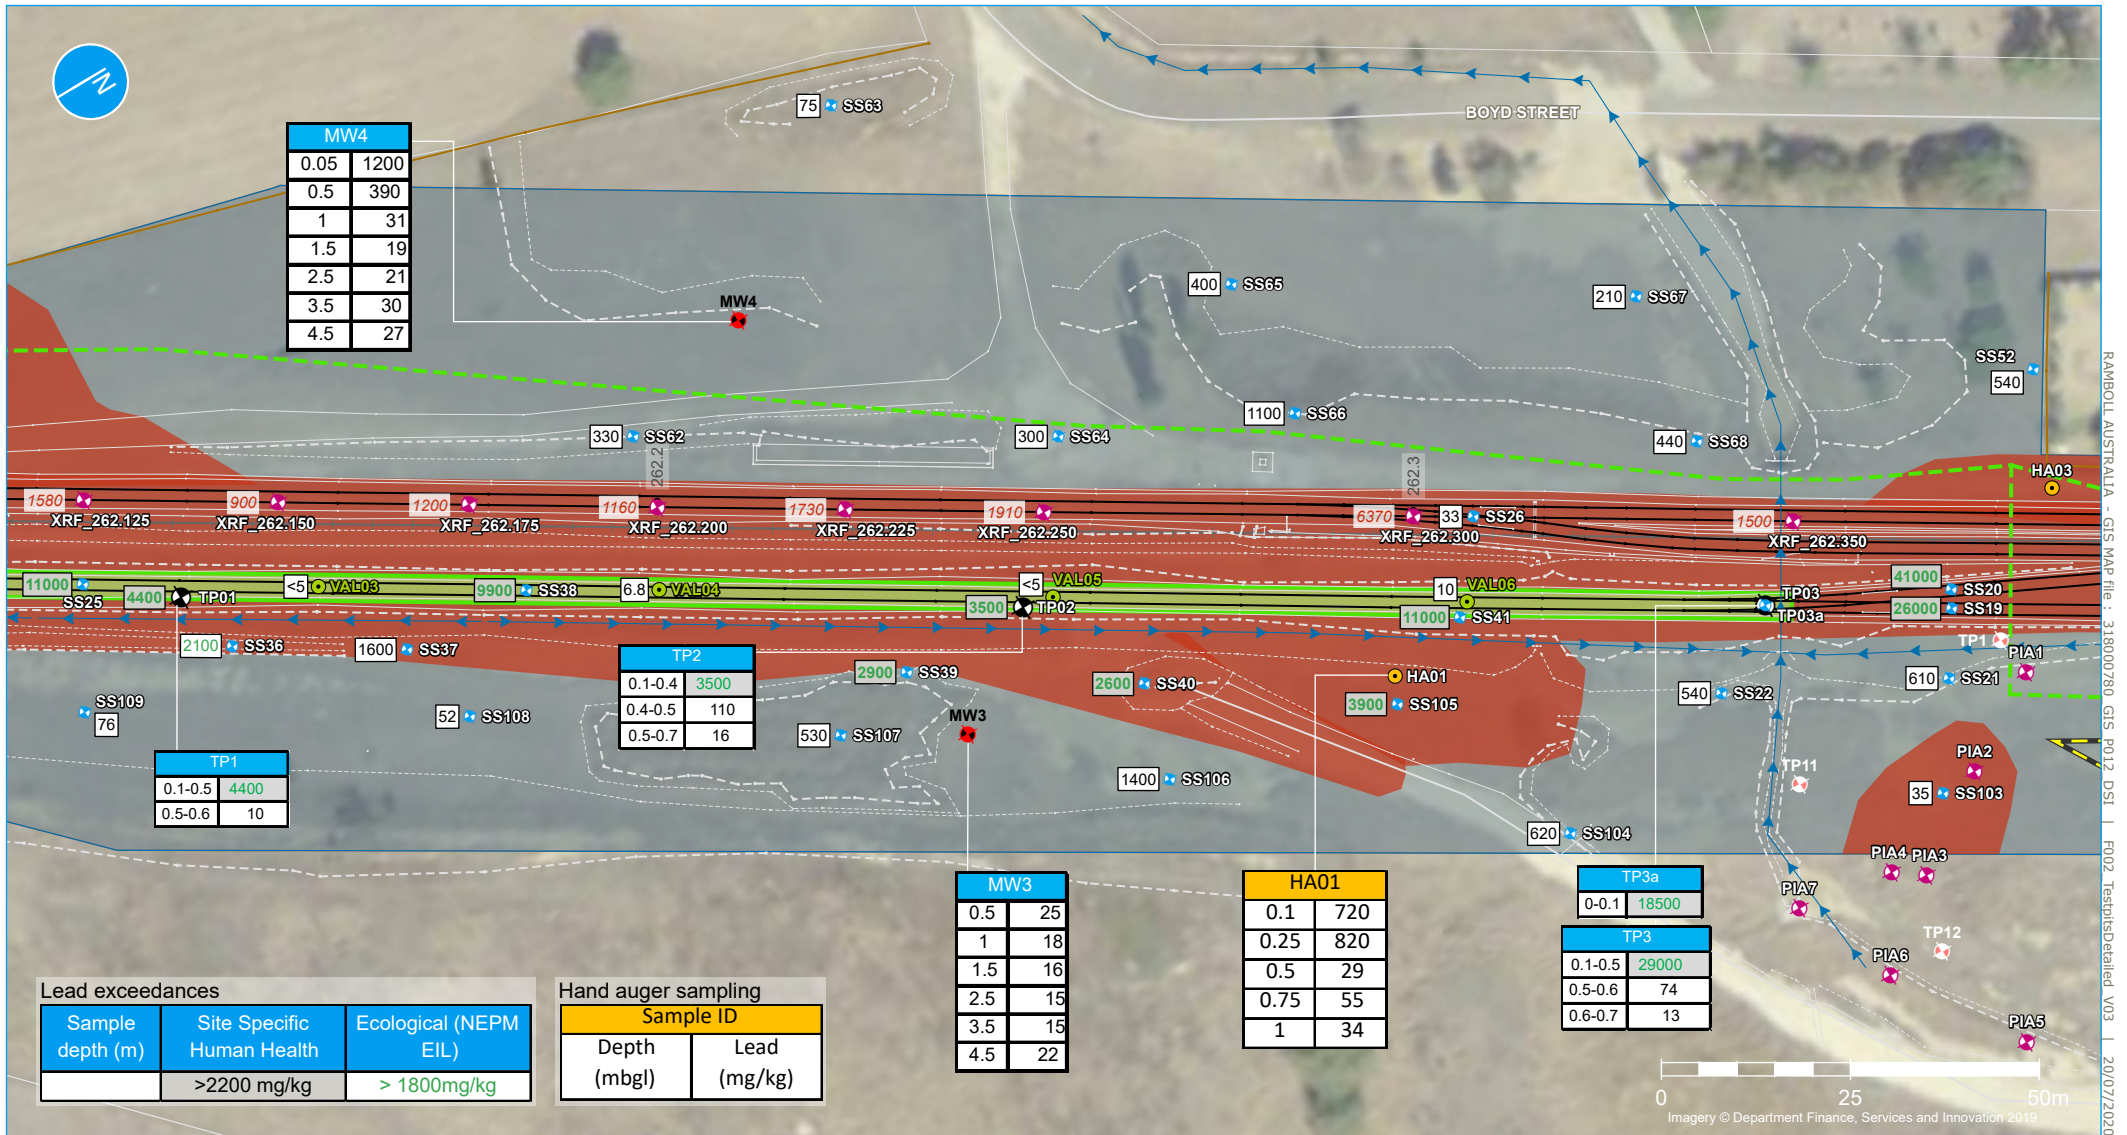 N
75 SS63
BOYD STREET
MW4
0.05 1200
0.5 390
1 31
1.5 19
2.5 21
3.5 30
4.5 27
MW4
400 SS65
210 SS67
SS52
540
1100 SS66
330 SS62
300 SS64
440 SS68
262.2
262.3
HA03
1580
XRF_262.125
900
XRF_262.150
1200
XRF_262.175
1160
XRF_262.200
1730
XRF_262.225
1910
XRF_262.250
6370
XRF_262.300
33 SS26
1500
XRF_262.350
11000
SS25
4400 TP01
<5 VAL03
9900 SS38
6.8 VAL04
<5 VAL05
3500 TP02
10 VAL06
11000 SS41
TP03
TP03a
41000 SS20
26000 SS19
TP1
PIA1
2100 SS36
1600 SS37
2900 SS39
2600 SS40
HA01
3900 SS105
540 SS22
610 SS21
SS109
76
52 SS108
530 SS107
MW3
1400 SS106
620 SS104
TP11
PIA2
35 SS103
PIA4 PIA3
PIA7
TP12
PIA6
PIA5
TP2
0.1-0.4 3500
0.4-0.5 110
0.5-0.7 16
TP1
0.1-0.5 4400
0.5-0.6 10
MW3
0.5 25
1 18
1.5 16
2.5 15
3.5 15
4.5 22
HA01
0.1 720
0.25 820
0.5 29
0.75 55
1 34
TP3a
0-0.1 18500
TP3
0.1-0.5 29000
0.5-0.6 74
0.6-0.7 13
Lead exceedances
Sample depth (m) Site Specific Human Health Ecological (NEPM EIL)
>2200 mg/kg > 1800mg/kg
Hand auger sampling
Sample ID
Depth (mbgl) Lead (mg/kg)
0 25 50m
Imagery © Department Finance, Services and Innovation 2019
RAMBOLL AUSTRALIA - GIS MAP file : 318000780_GIS_P012_DSI | F002_TestpitsDetailed_V03 | 20/07/2020